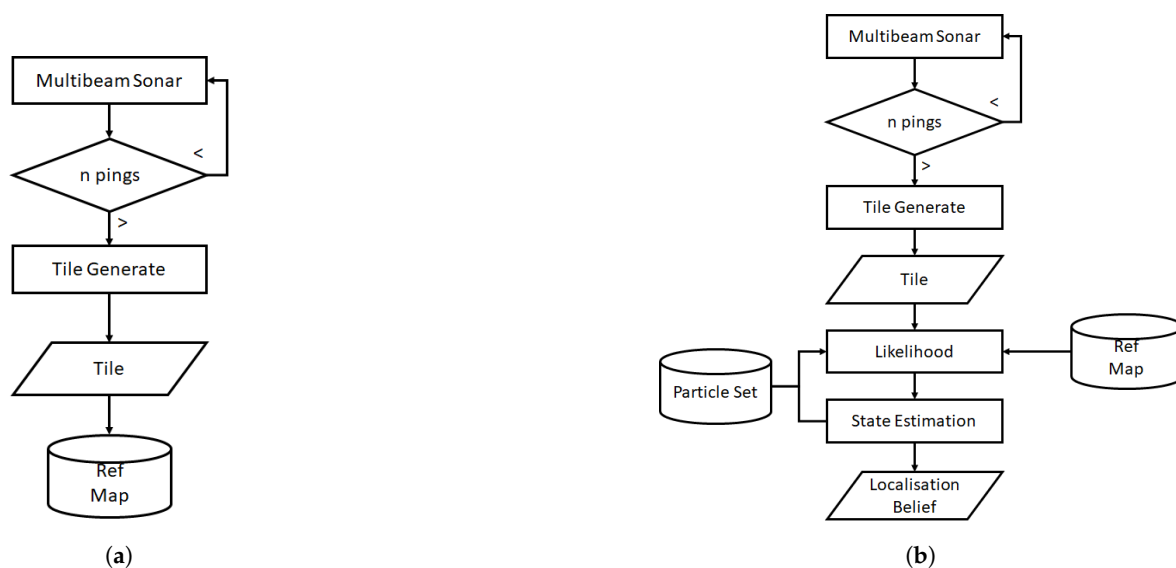 Multibeam Sonar
n pings
<
>
Tile Generate
Tile
Ref
Map
(a)
Multibeam Sonar
n pings
<
>
Tile Generate
Tile
Likelihood
Ref
Map
Particle Set
State Estimation
Localisation
Belief
(b)